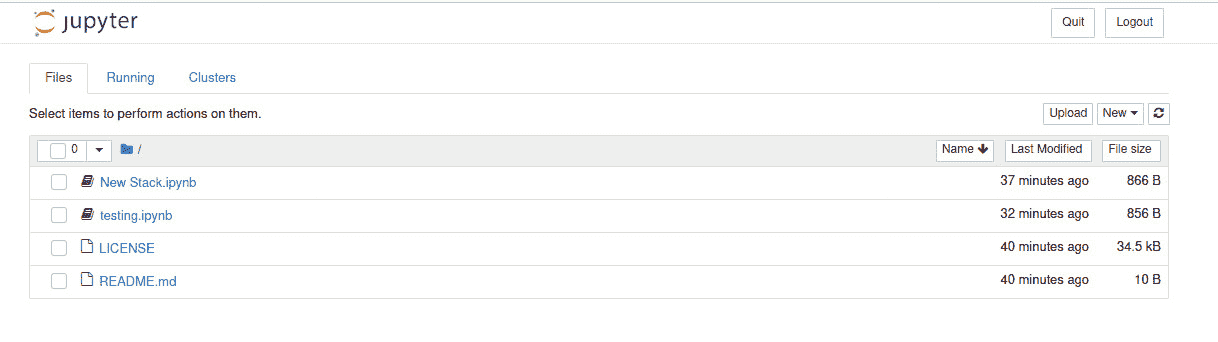 jupyter Quit Logout
Files Running Clusters
Select items to perform actions on them. Upload New
0 / Name Last Modified File size
New Stack.ipynb 37 minutes ago 866 B
testing.ipynb 32 minutes ago 856 B
LICENSE 40 minutes ago 34.5 kB
README.md 40 minutes ago 10 B